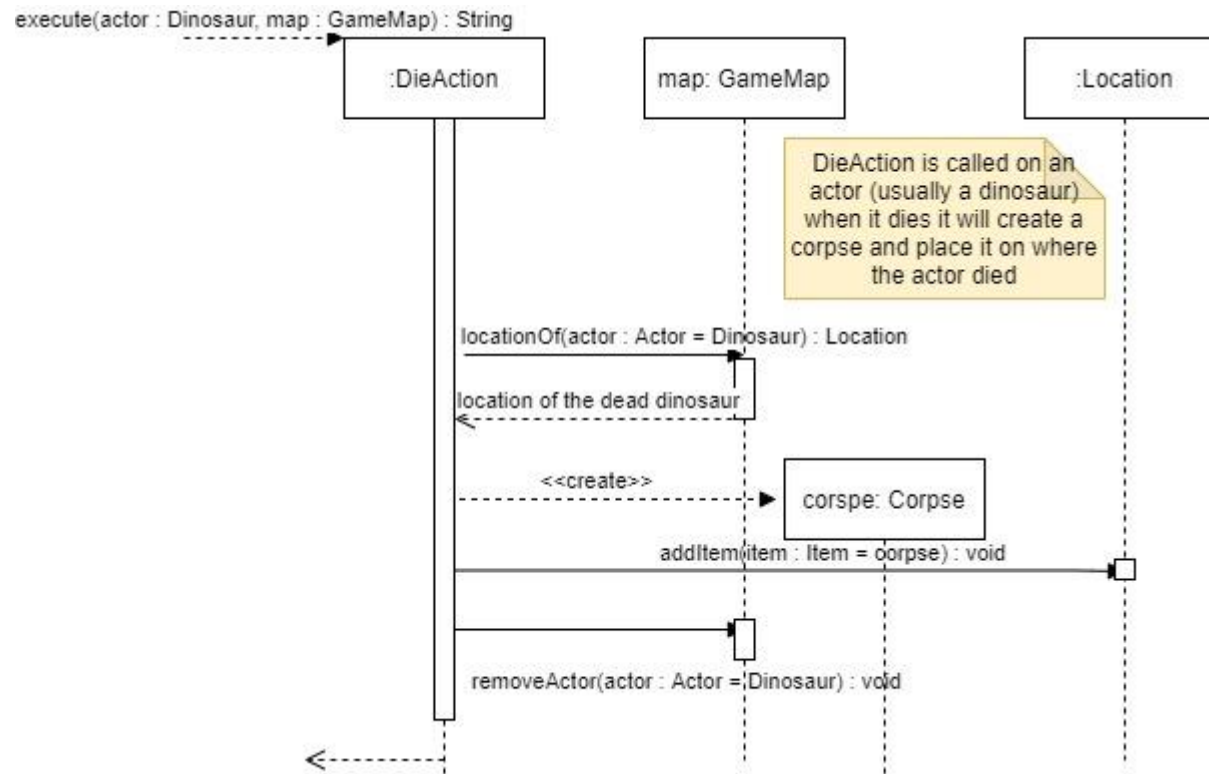 execute(actor : Dinosaur, map : GameMap) : String
:DieAction
map: GameMap
:Location
DieAction is called on an
actor (usually a dinosaur)
when it dies it will create a
corpse and place it on where
the actor died
locationOf(actor : Actor = Dinosaur) : Location
location of the dead dinosaur
<<create>>
corspe: Corpse
addItem(item : Item = corpse) : void
removeActor(actor : Actor = Dinosaur) : void